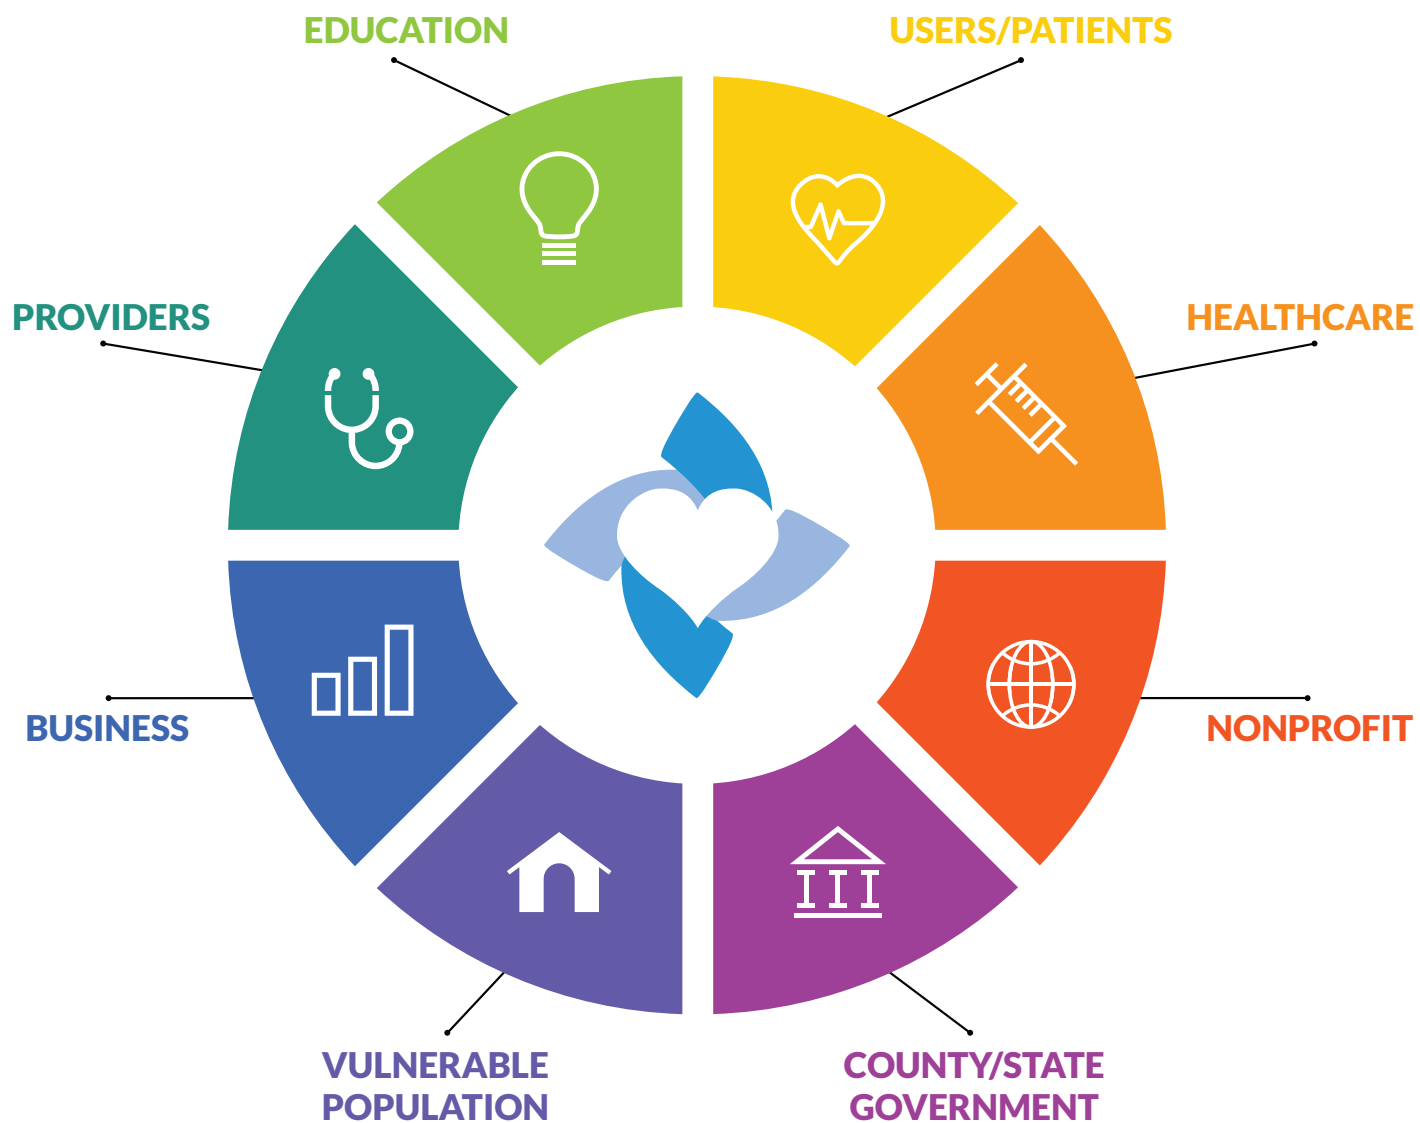 EDUCATION
USERS/PATIENTS
PROVIDERS
HEALTHCARE
BUSINESS
NONPROFIT
VULNERABLE
POPULATION
COUNTY/STATE
GOVERNMENT